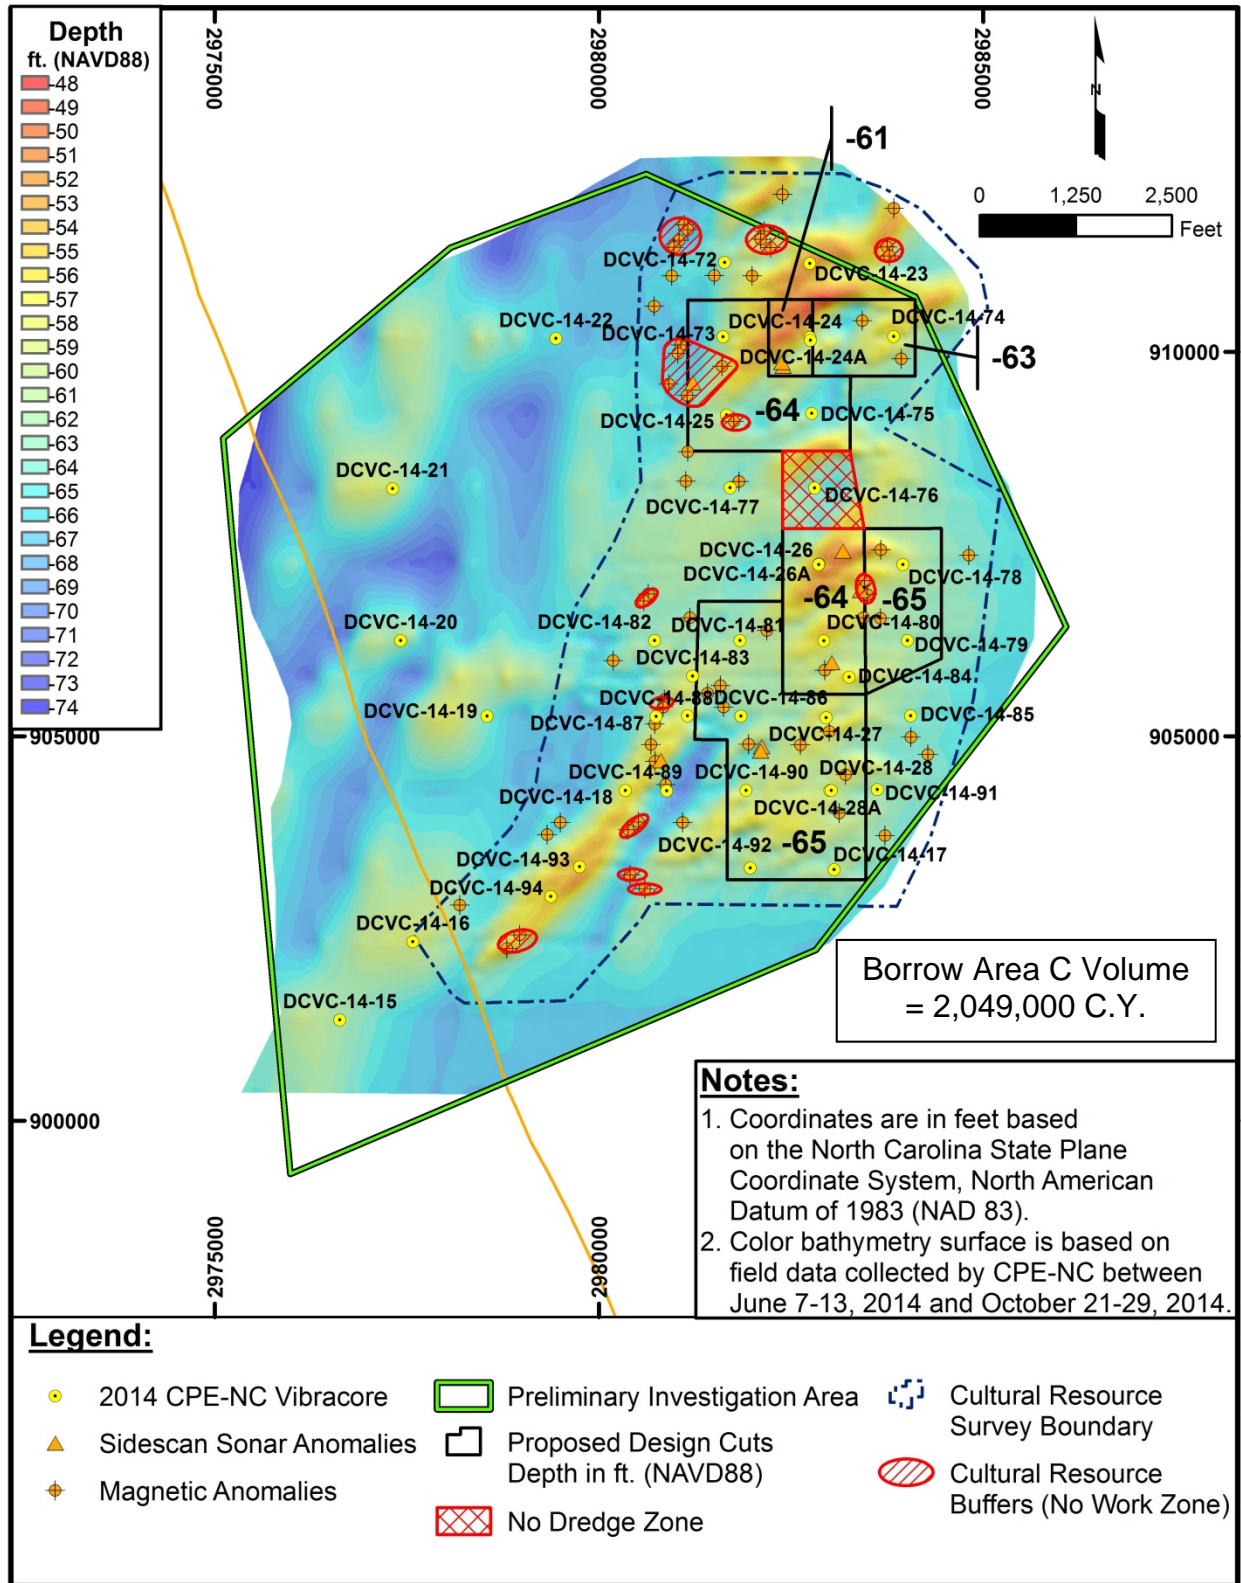 Depth
ft. (NAVD88)
-48
-49
-50
-51
-52
-53
-54
-55
-56
-57
-58
-59
-60
-61
-62
-63
-64
-65
-66
-67
-68
-69
-70
-71
-72
-73
-74
2975000
2980000
2985000
N
0 1,250 2,500
Feet
-61
DCVC-14-72
DCVC-14-23
DCVC-14-22
DCVC-14-73
DCVC-14-24
DCVC-14-74
DCVC-14-24A
-63
910000
DCVC-14-25
-64
DCVC-14-75
DCVC-14-21
DCVC-14-77
DCVC-14-76
DCVC-14-26
DCVC-14-26A
DCVC-14-78
-64
-65
DCVC-14-20
DCVC-14-82
DCVC-14-81
DCVC-14-80
DCVC-14-79
DCVC-14-83
DCVC-14-84
DCVC-14-19
DCVC-14-88
DCVC-14-86
DCVC-14-85
DCVC-14-87
DCVC-14-27
905000
DCVC-14-89
DCVC-14-90
DCVC-14-28
DCVC-14-18
DCVC-14-28A
DCVC-14-91
DCVC-14-92
-65
DCVC-14-17
DCVC-14-93
DCVC-14-94
DCVC-14-16
DCVC-14-15
Borrow Area C Volume
= 2,049,000 C.Y.
900000
2975000
2980000
Notes:
1. Coordinates are in feet based
on the North Carolina State Plane
Coordinate System, North American
Datum of 1983 (NAD 83).
2. Color bathymetry surface is based on
field data collected by CPE-NC between
June 7-13, 2014 and October 21-29, 2014.
Legend:
2014 CPE-NC Vibracore
Sidescan Sonar Anomalies
Magnetic Anomalies
Preliminary Investigation Area
Proposed Design Cuts
Depth in ft. (NAVD88)
No Dredge Zone
Cultural Resource
Survey Boundary
Cultural Resource
Buffers (No Work Zone)